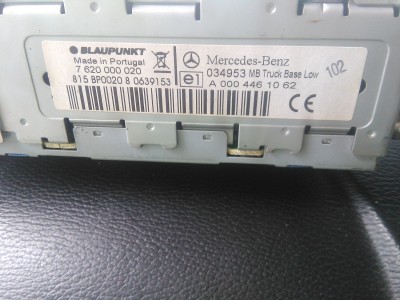 BLAUPUNKT
Made in Portugal
7 620 000 020
815 BP0020 8 0639153
Mercedes-Benz
034953 MB Truck Base Low
e1 A 000 446 10 62
CE
102